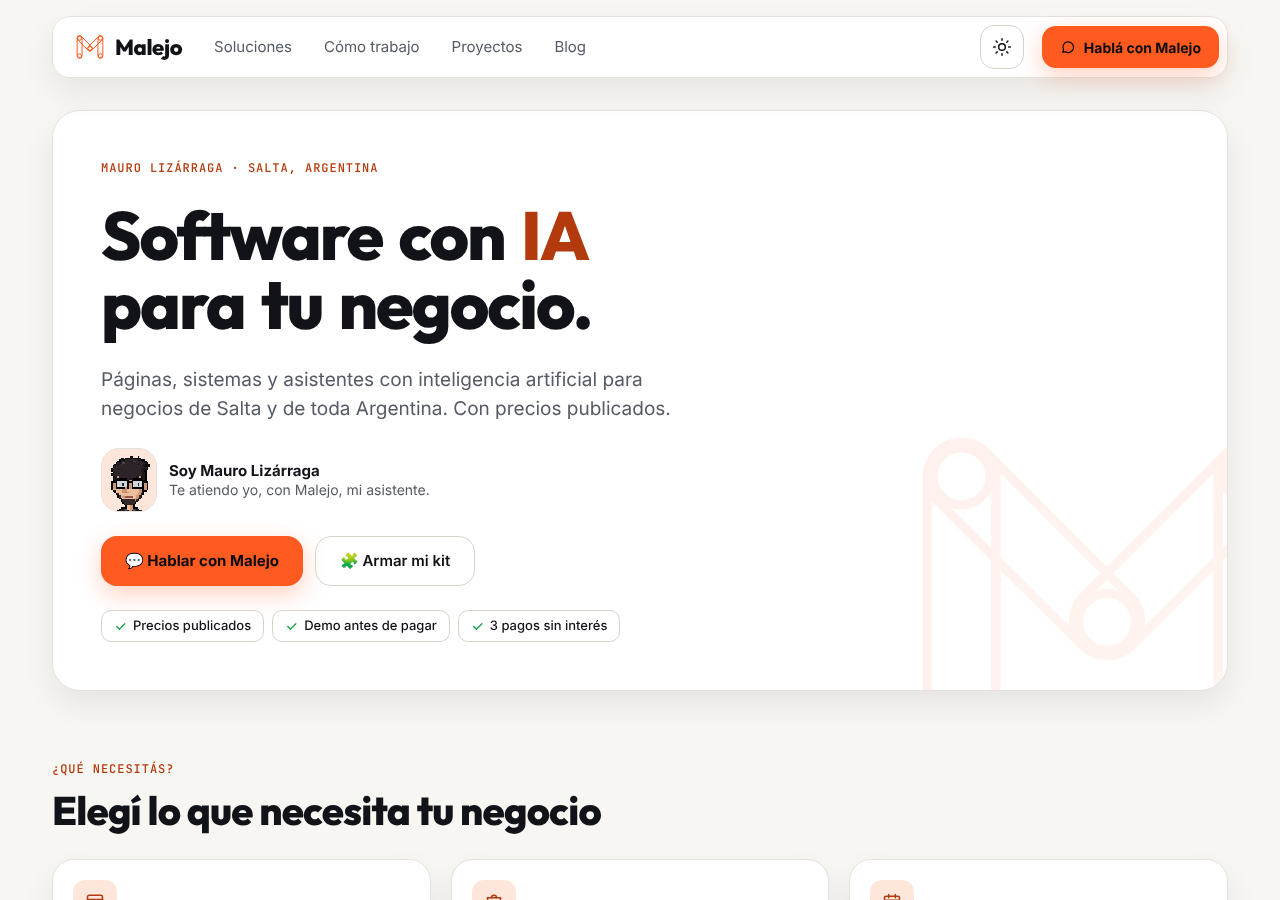 Malejo
Soluciones
Cómo trabajo
Proyectos
Blog
Hablá con Malejo
MAURO LIZÁRRAGA · SALTA, ARGENTINA
Software con IA
para tu negocio.
Páginas, sistemas y asistentes con inteligencia artificial para
negocios de Salta y de toda Argentina. Con precios publicados.
Soy Mauro Lizárraga
Te atiendo yo, con Malejo, mi asistente.
💬 Hablar con Malejo
🧩 Armar mi kit
Precios publicados
Demo antes de pagar
3 pagos sin interés
¿QUÉ NECESITÁS?
Elegí lo que necesita tu negocio